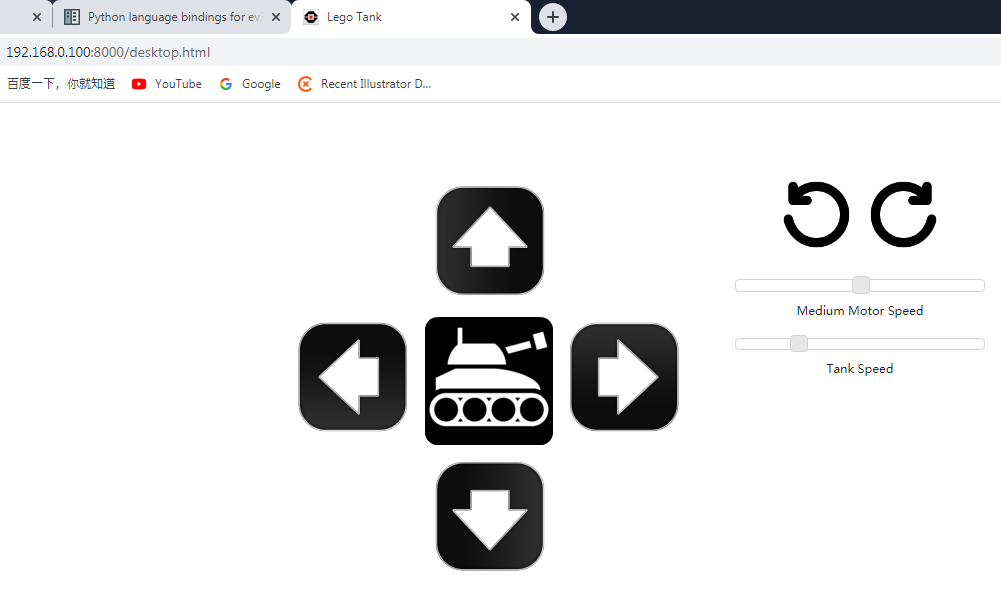 Python language bindings for ev
Lego Tank
192.168.0.100:8000/desktop.html
百度一下，你就知道
YouTube
Google
Recent Illustrator D...
Medium Motor Speed
Tank Speed